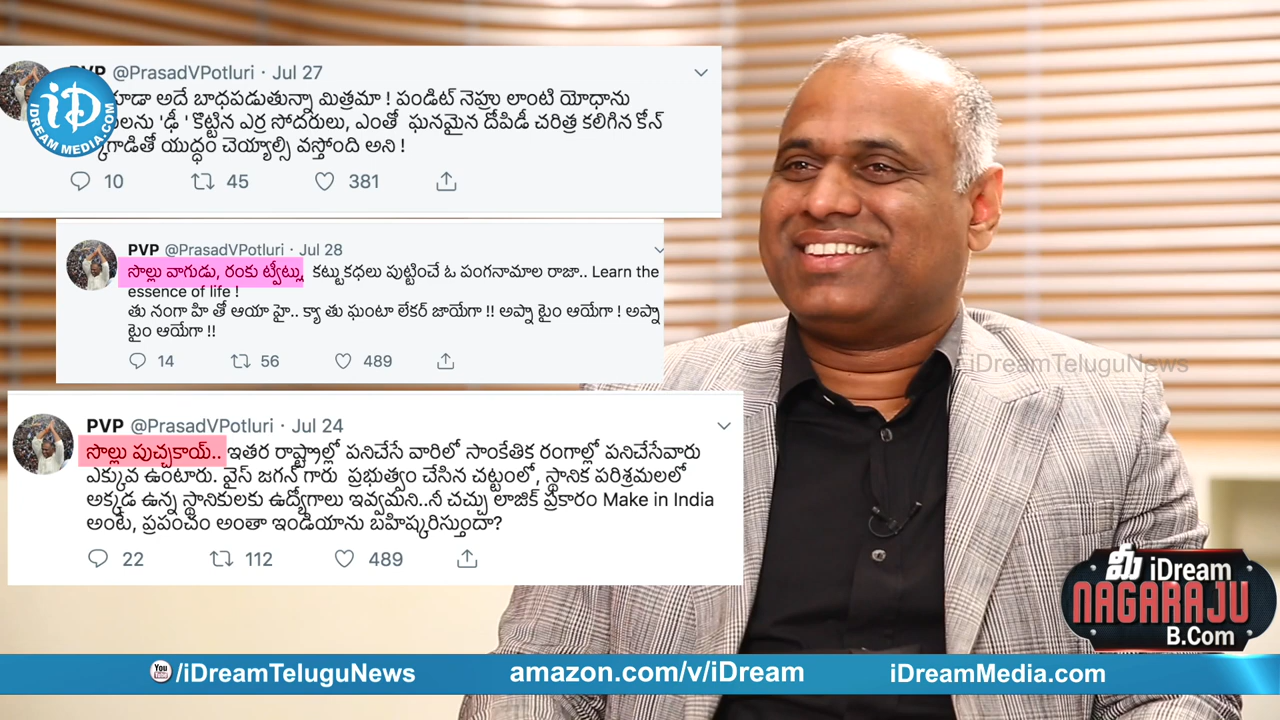 PVP @PrasadVPotluri · Jul 27
కూడా అదే బాధపడుతున్నా మిత్రమా ! పండిట్ నెహ్రు లాంటి యోధాను
లను 'ఢీ ' కొట్టిన ఎర్ర సోదరులు, ఎంతో ఘనమైన దోపిడీ చరిత్ర కలిగిన కోన్
గాడితో యుద్ధం చెయ్యాల్సి వస్తోంది అని !
10 45 381
iD
iDREAM MEDIA.COM
PVP @PrasadVPotluri · Jul 28
సొల్లు వాగుడు, రంకు ట్వీట్లు, కట్టుకధలు పుట్టించే ఓ పంగనామాల రాజా.. Learn the
essence of life !
తు నంగా హి తో ఆయా హై.. క్యా తు ఘంటా లేకర్ జాయేగా !! అప్నా టైం ఆయేగా ! అప్నా
టైం ఆయేగా !!
14 56 489
iDreamTeluguNews
PVP @PrasadVPotluri · Jul 24
సొల్లు పుచ్చకాయ్.. ఇతర రాష్ట్రాల్లో పనిచేసే వారిలో సాంకేతిక రంగాల్లో పనిచేసేవారు
ఎక్కువ ఉంటారు. వైస్ జగన్ గారు ప్రభుత్వం చేసిన చట్టంలో, స్థానిక పరిశ్రమలలో
అక్కడ ఉన్న స్థానికులకు ఉద్యోగాలు ఇవ్వమని..నీ చచ్చు లాజిక్ ప్రకారం Make in India
అంటే, ప్రపంచం అంతా ఇండియాను బహిష్కరిస్తుందా?
22 112 489
మీ iDream
NAGARAJU
B.Com
You Tube /iDreamTeluguNews amazon.com/v/iDream iDreamMedia.com